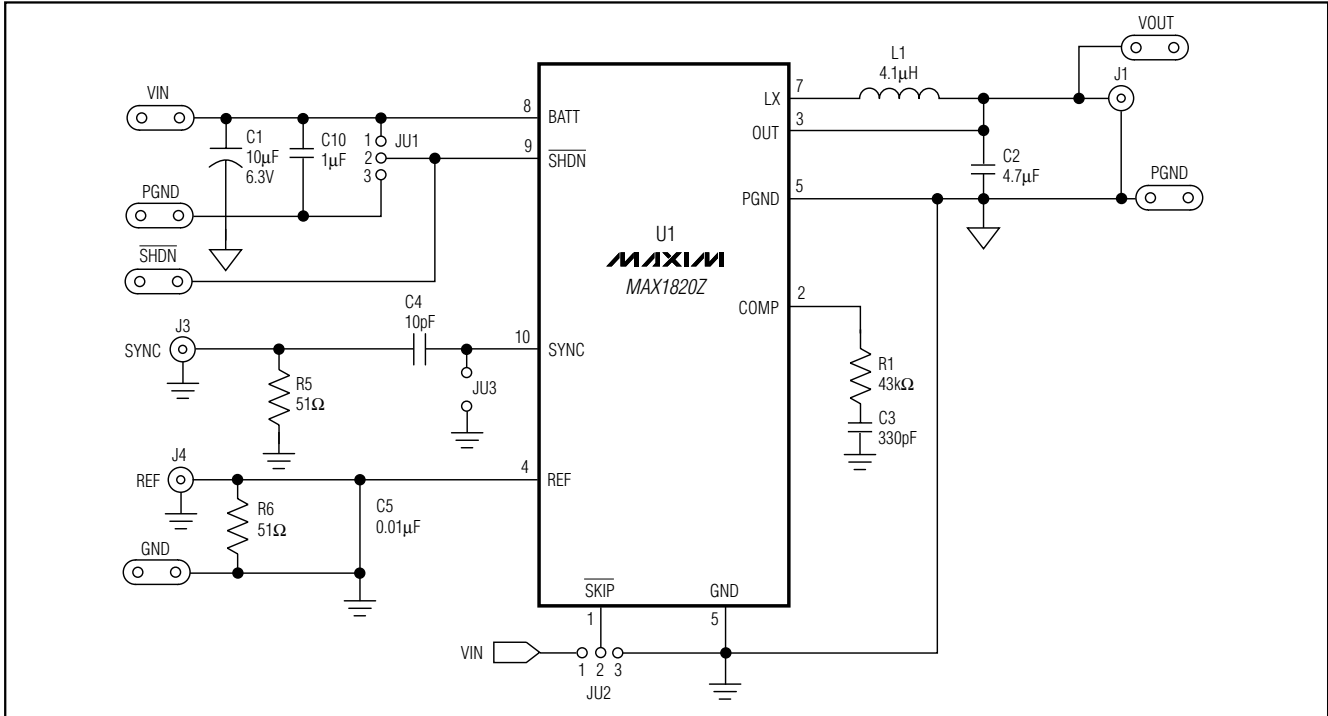 VIN
C1
10μF
6.3V
C10
1μF
1
2
3
JU1
PGND
SHDN
8
BATT
9
SHDN
J3
SYNC
R5
51Ω
C4
10pF
JU3
10
SYNC
J4
REF
R6
51Ω
C5
0.01μF
GND
4
REF
U1
MAXIM
MAX1820Z
SKIP
1
GND
5
VIN
1 2 3
JU2
LX
7
L1
4.1μH
OUT
3
C2
4.7μF
VOUT
J1
PGND
5
PGND
COMP
2
R1
43kΩ
C3
330pF